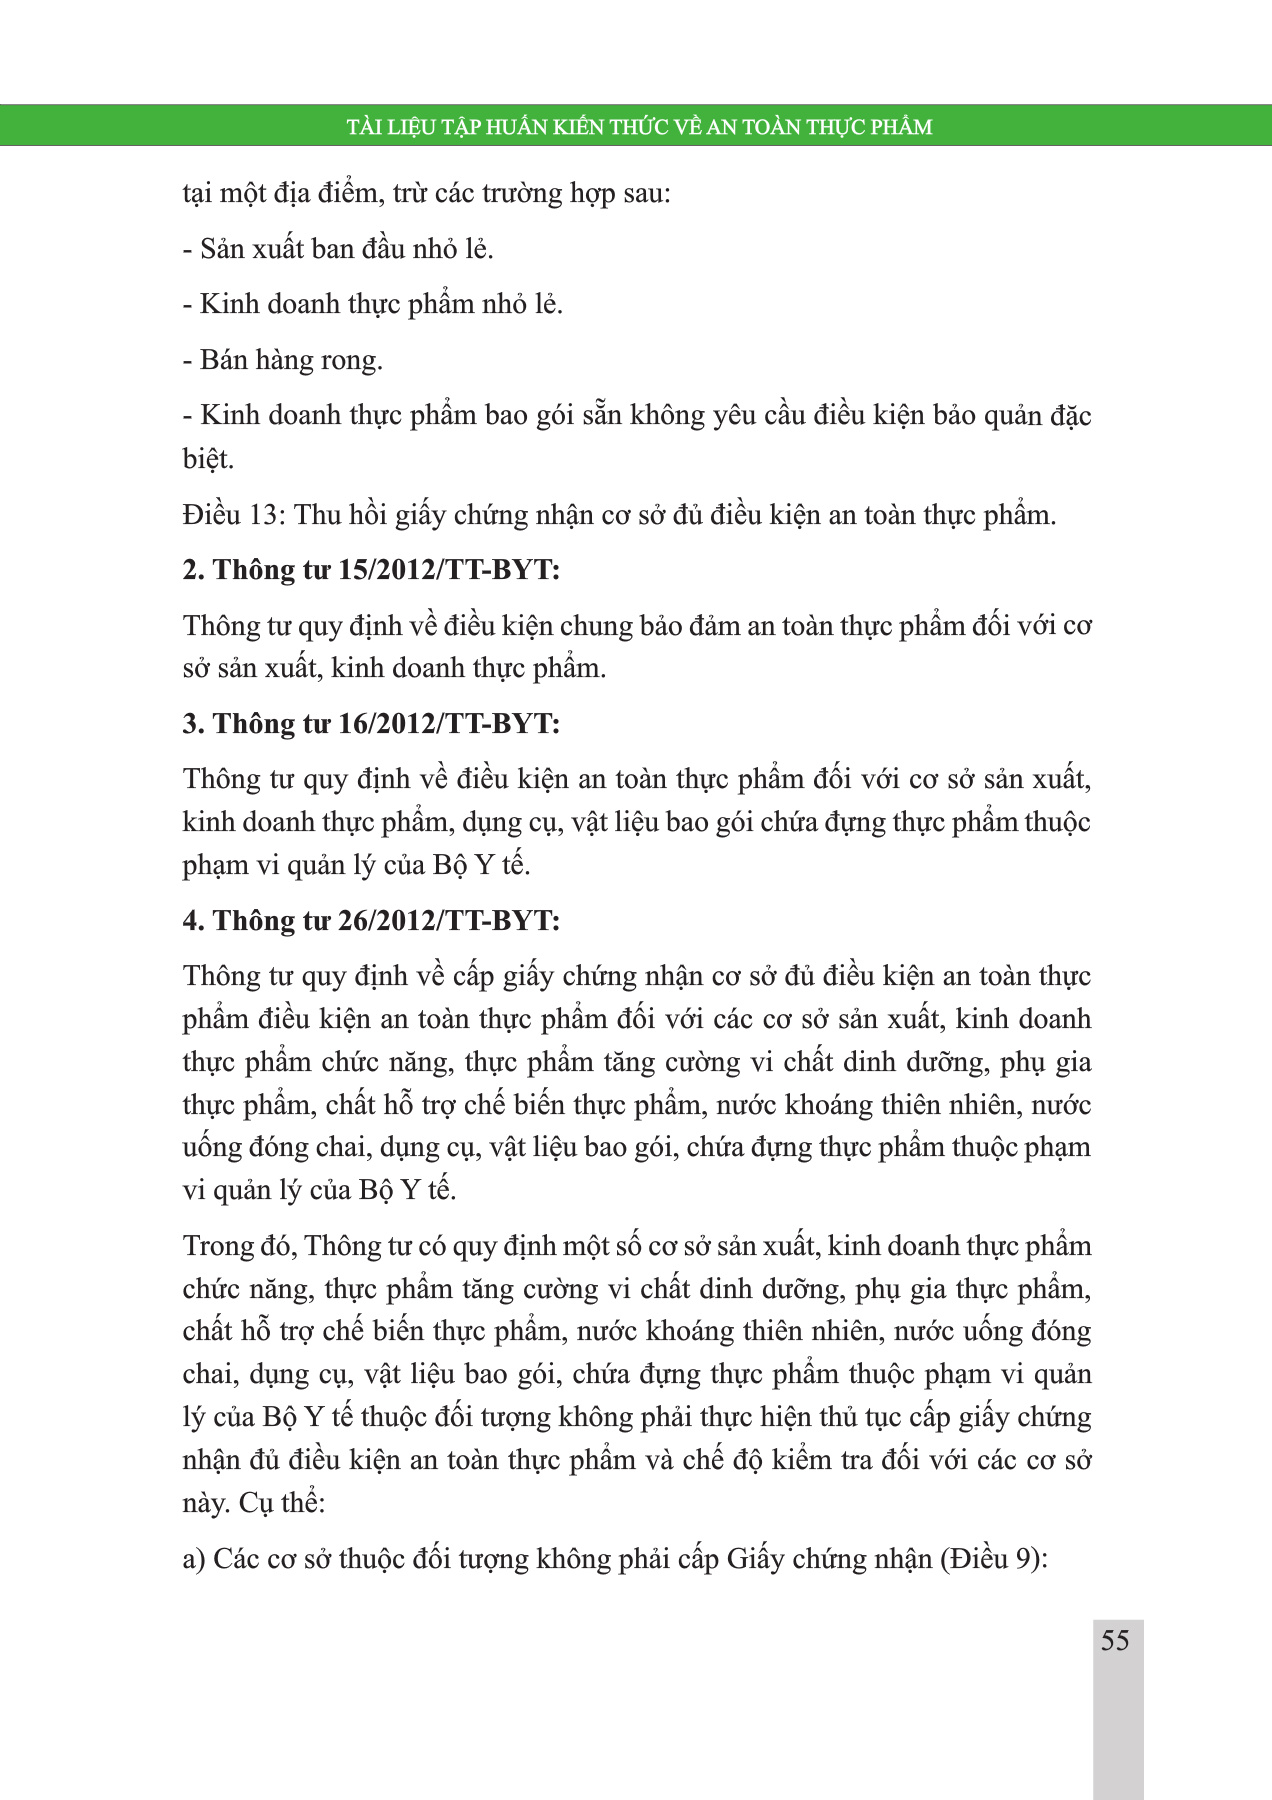 TÀI LIỆU TẬP HUẤN KIẾN THỨC VỀ AN TOÀN THỰC PHẨM
tại một địa điểm, trừ các trường hợp sau:
- Sản xuất ban đầu nhỏ lẻ.
- Kinh doanh thực phẩm nhỏ lẻ.
- Bán hàng rong.
- Kinh doanh thực phẩm bao gói sẵn không yêu cầu điều kiện bảo quản đặc
biệt.
Điều 13: Thu hồi giấy chứng nhận cơ sở đủ điều kiện an toàn thực phẩm.
2. Thông tư 15/2012/TT-BYT:
Thông tư quy định về điều kiện chung bảo đảm an toàn thực phẩm đối với cơ
sở sản xuất, kinh doanh thực phẩm.
3. Thông tư 16/2012/TT-BYT:
Thông tư quy định về điều kiện an toàn thực phẩm đối với cơ sở sản xuất,
kinh doanh thực phẩm, dụng cụ, vật liệu bao gói chứa đựng thực phẩm thuộc
phạm vi quản lý của Bộ Y tế.
4. Thông tư 26/2012/TT-BYT:
Thông tư quy định về cấp giấy chứng nhận cơ sở đủ điều kiện an toàn thực
phẩm điều kiện an toàn thực phẩm đối với các cơ sở sản xuất, kinh doanh
thực phẩm chức năng, thực phẩm tăng cường vi chất dinh dưỡng, phụ gia
thực phẩm, chất hỗ trợ chế biến thực phẩm, nước khoáng thiên nhiên, nước
uống đóng chai, dụng cụ, vật liệu bao gói, chứa đựng thực phẩm thuộc phạm
vi quản lý của Bộ Y tế.
Trong đó, Thông tư có quy định một số cơ sở sản xuất, kinh doanh thực phẩm
chức năng, thực phẩm tăng cường vi chất dinh dưỡng, phụ gia thực phẩm,
chất hỗ trợ chế biến thực phẩm, nước khoáng thiên nhiên, nước uống đóng
chai, dụng cụ, vật liệu bao gói, chứa đựng thực phẩm thuộc phạm vi quản
lý của Bộ Y tế thuộc đối tượng không phải thực hiện thủ tục cấp giấy chứng
nhận đủ điều kiện an toàn thực phẩm và chế độ kiểm tra đối với các cơ sở
này. Cụ thể:
a) Các cơ sở thuộc đối tượng không phải cấp Giấy chứng nhận (Điều 9):
55